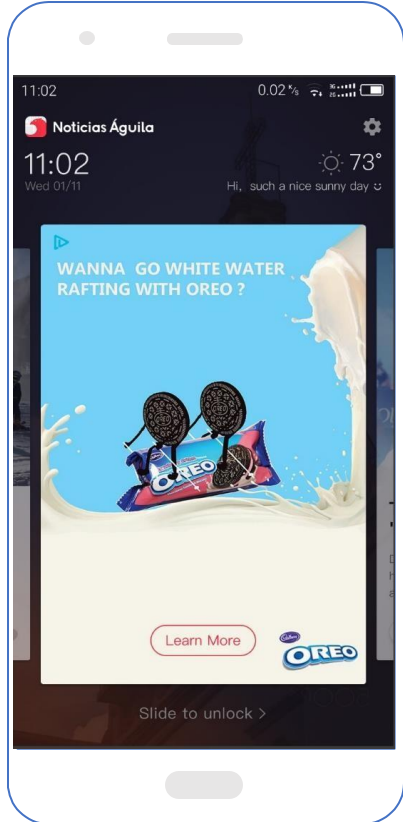 11:02
0.02 K/s
Noticias Águila
11:02
73°
Wed 01/11
Hi, such a nice sunny day
WANNA GO WHITE WATER
RAFTING WITH OREO ?
OREO
Learn More
Cadbury
OREO
Slide to unlock >